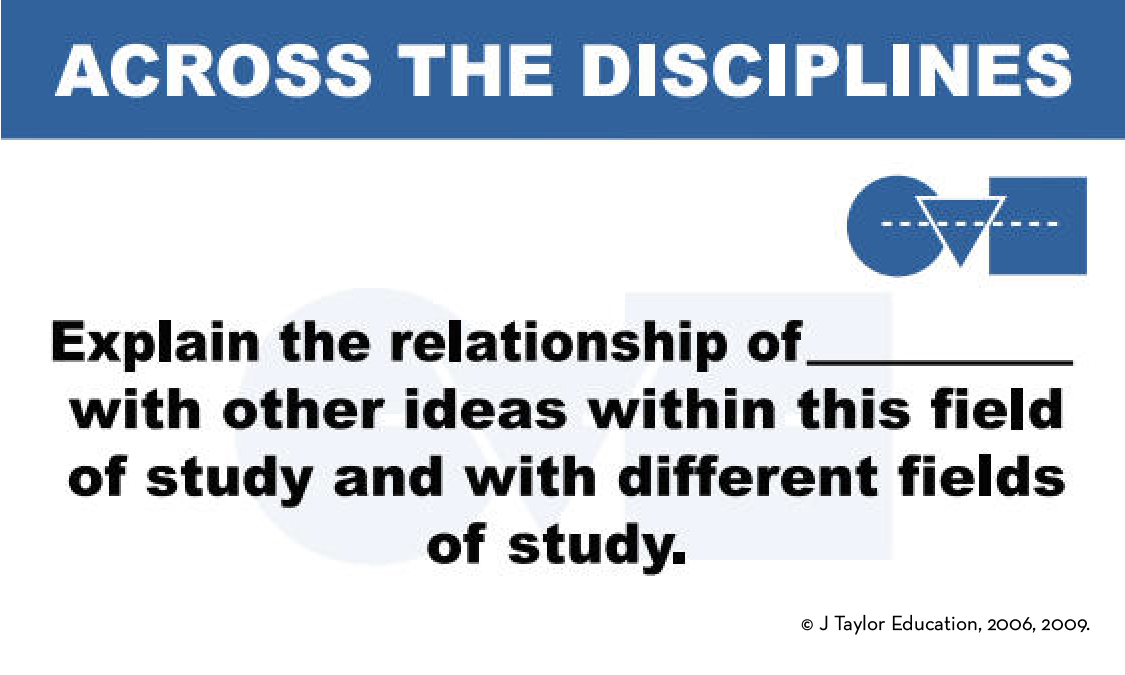 ACROSS THE DISCIPLINES
Explain the relationship of__________
with other ideas within this field
of study and with different fields
of study.
© J Taylor Education, 2006, 2009.